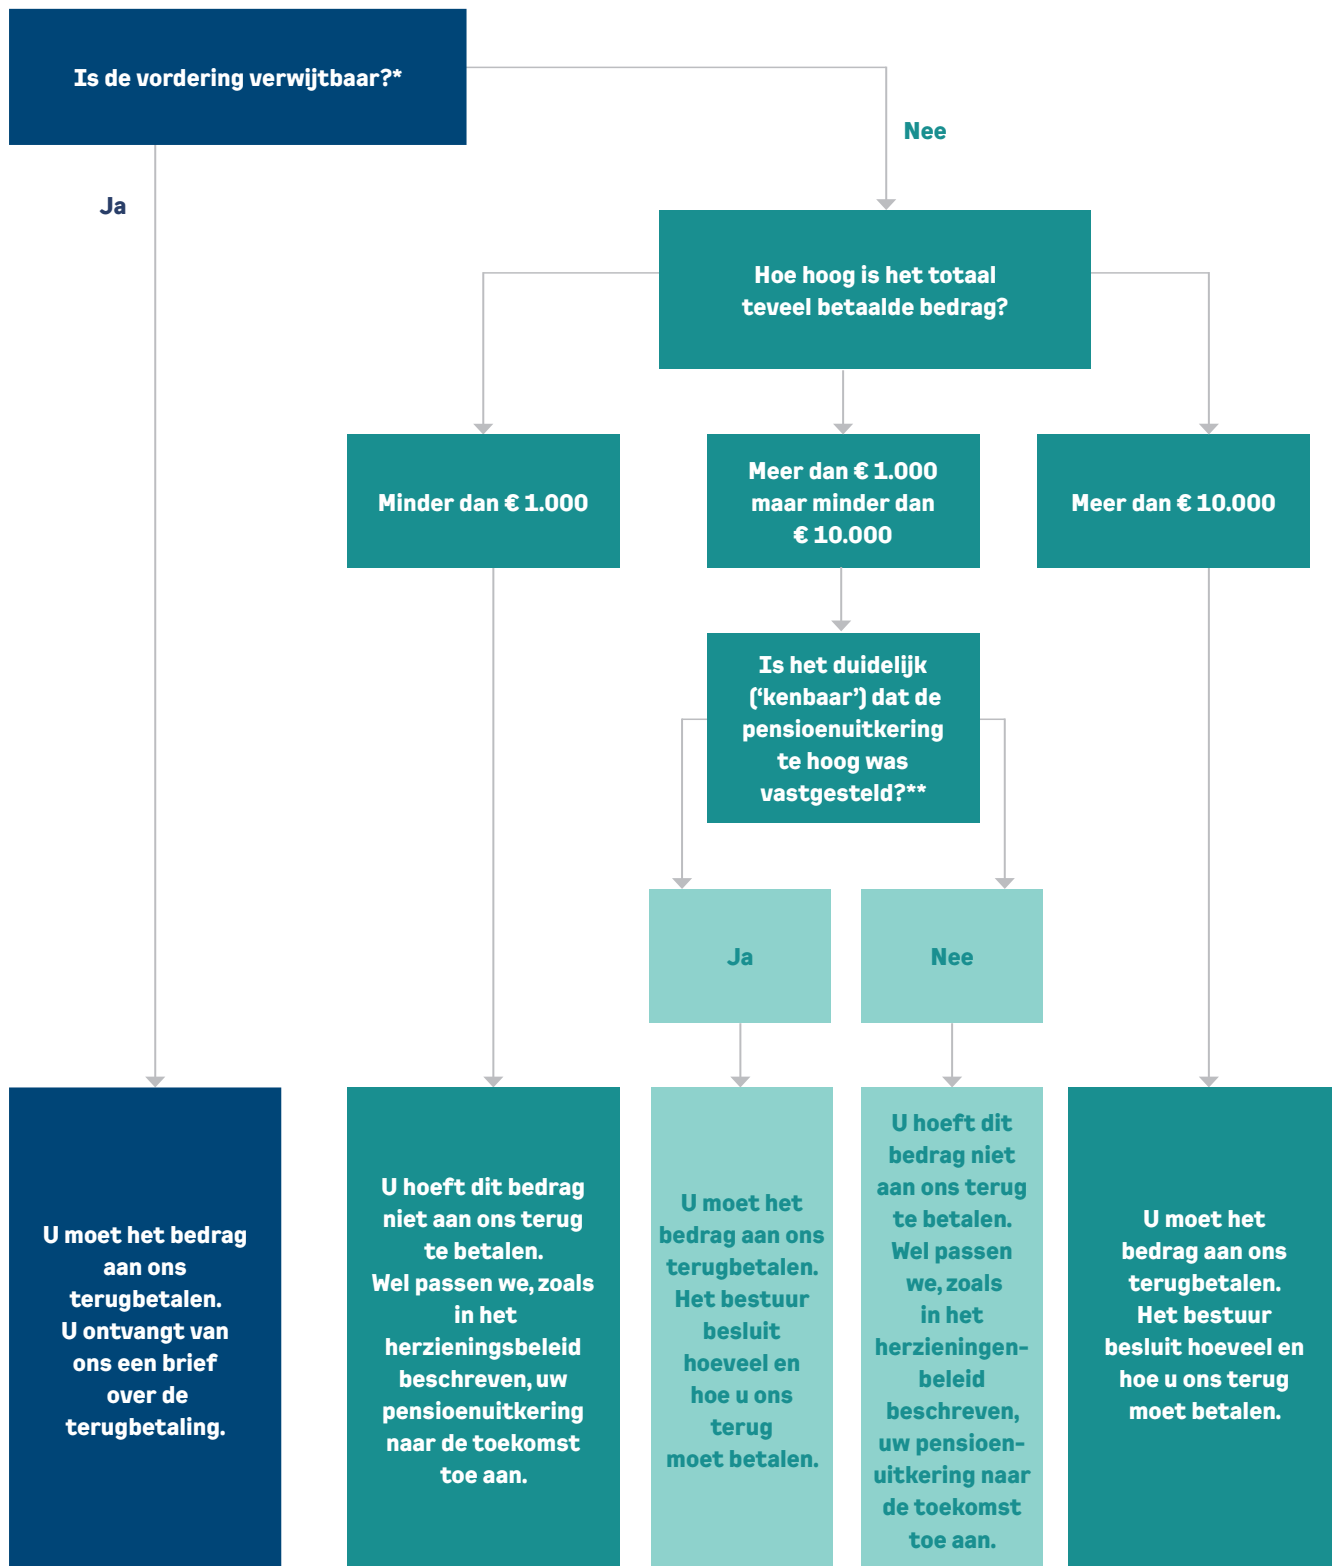 Is de vordering verwijtbaar?*
Nee
Ja
Hoe hoog is het totaal
teveel betaalde bedrag?
Minder dan € 1.000
Meer dan € 1.000
maar minder dan
€ 10.000
Meer dan € 10.000
Is het duidelijk
(‘kenbaar’) dat de
pensioenuitkering
te hoog was
vastgesteld?**
Ja
Nee
U moet het bedrag
aan ons
terugbetalen.
U ontvangt van
ons een brief
over de
terugbetaling.
U hoeft dit bedrag
niet aan ons terug
te betalen.
Wel passen we, zoals
in het
herzieningsbeleid
beschreven, uw
pensioenuitkering
naar de toekomst
toe aan.
U moet het
bedrag aan ons
terugbetalen.
Het bestuur
besluit
hoeveel en
hoe u ons
terug
moet betalen.
U hoeft dit
bedrag niet
aan ons terug
te betalen.
Wel passen
we, zoals
in het
herzieningen-
beleid
beschreven,
uw pensioen-
uitkering naar
de toekomst
toe aan.
U moet het
bedrag aan ons
terugbetalen.
Het bestuur
besluit hoeveel en
hoe u ons terug
moet betalen.